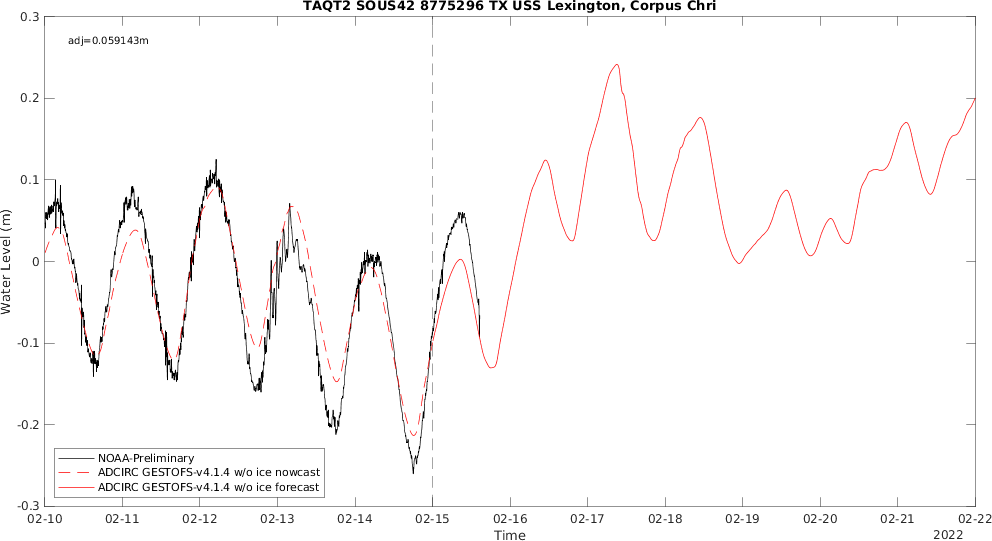 TAQT2 SOUS42 8775296 TX USS Lexington, Corpus Chri
adj=0.059143m
0.3
0.2
0.1
0
-0.1
-0.2
-0.3
Water Level (m)
NOAA-Preliminary
ADCIRC GESTOFS-v4.1.4 w/o ice nowcast
ADCIRC GESTOFS-v4.1.4 w/o ice forecast
02-10 02-11 02-12 02-13 02-14 02-15 02-16 02-17 02-18 02-19 02-20 02-21 02-22
Time
2022